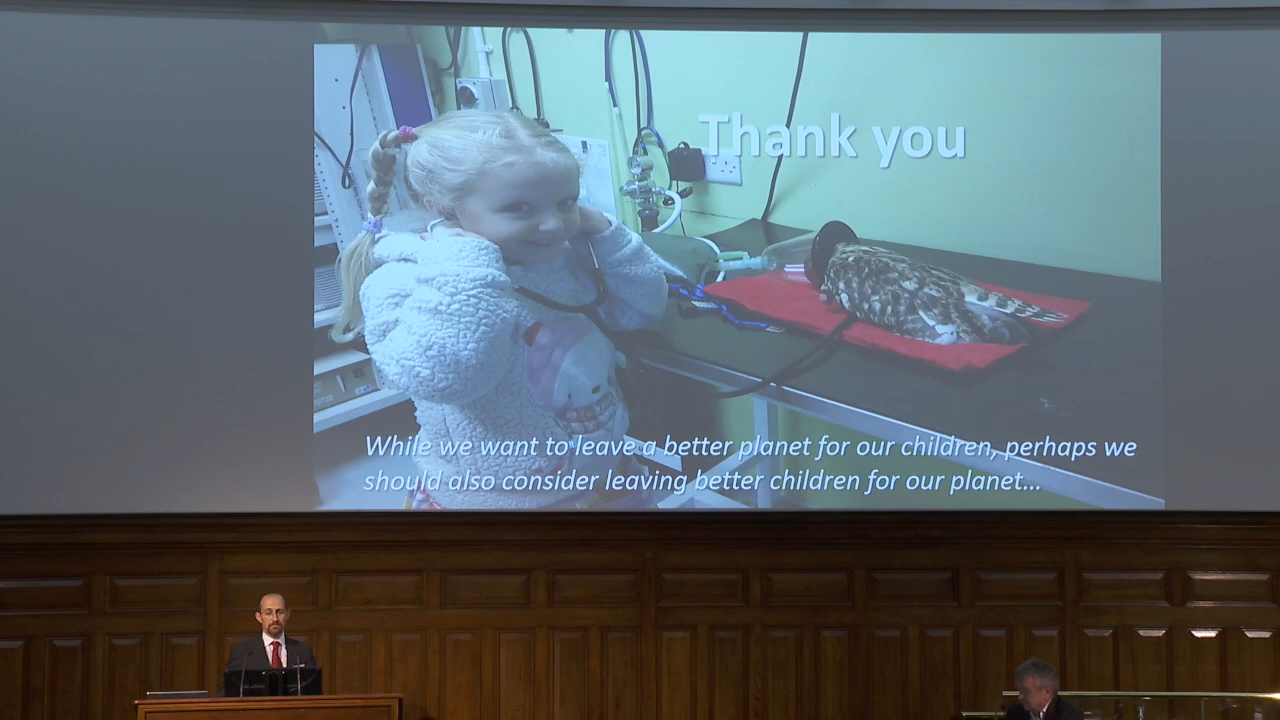 Thank you
While we want to leave a better planet for our children, perhaps we
should also consider leaving better children for our planet...